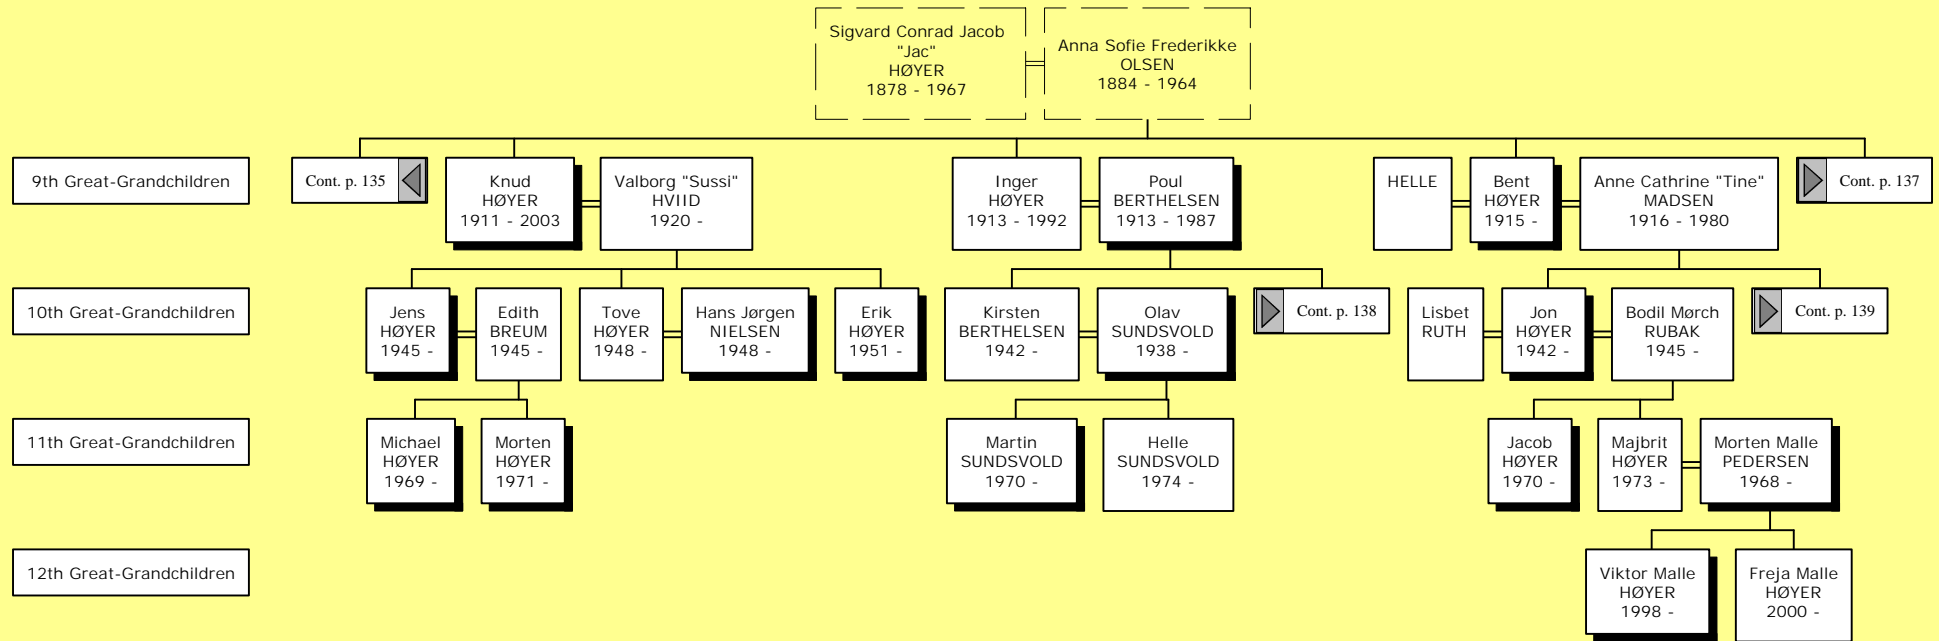 Sigvard Conrad Jacob
"Jac"
HØYER
1878 - 1967
Anna Sofie Frederikke
OLSEN
1884 - 1964
9th Great-Grandchildren
Cont. p. 135
Knud
HØYER
1911 - 2003
Valborg "Sussi"
HVIID
1920 -
Inger
HØYER
1913 - 1992
Poul
BERTHELSEN
1913 - 1987
HELLE
Bent
HØYER
1915 -
Anne Cathrine "Tine"
MADSEN
1916 - 1980
Cont. p. 137
10th Great-Grandchildren
Jens
HØYER
1945 -
Edith
BREUM
1945 -
Tove
HØYER
1948 -
Hans Jørgen
NIELSEN
1948 -
Erik
HØYER
1951 -
Kirsten
BERTHELSEN
1942 -
Olav
SUNDSVOLD
1938 -
Cont. p. 138
Lisbet
RUTH
Jon
HØYER
1942 -
Bodil Mørch
RUBAK
1945 -
Cont. p. 139
11th Great-Grandchildren
Michael
HØYER
1969 -
Morten
HØYER
1971 -
Martin
SUNDSVOLD
1970 -
Helle
SUNDSVOLD
1974 -
Jacob
HØYER
1970 -
Majbrit
HØYER
1973 -
Morten Malle
PEDERSEN
1968 -
12th Great-Grandchildren
Viktor Malle
HØYER
1998 -
Freja Malle
HØYER
2000 -